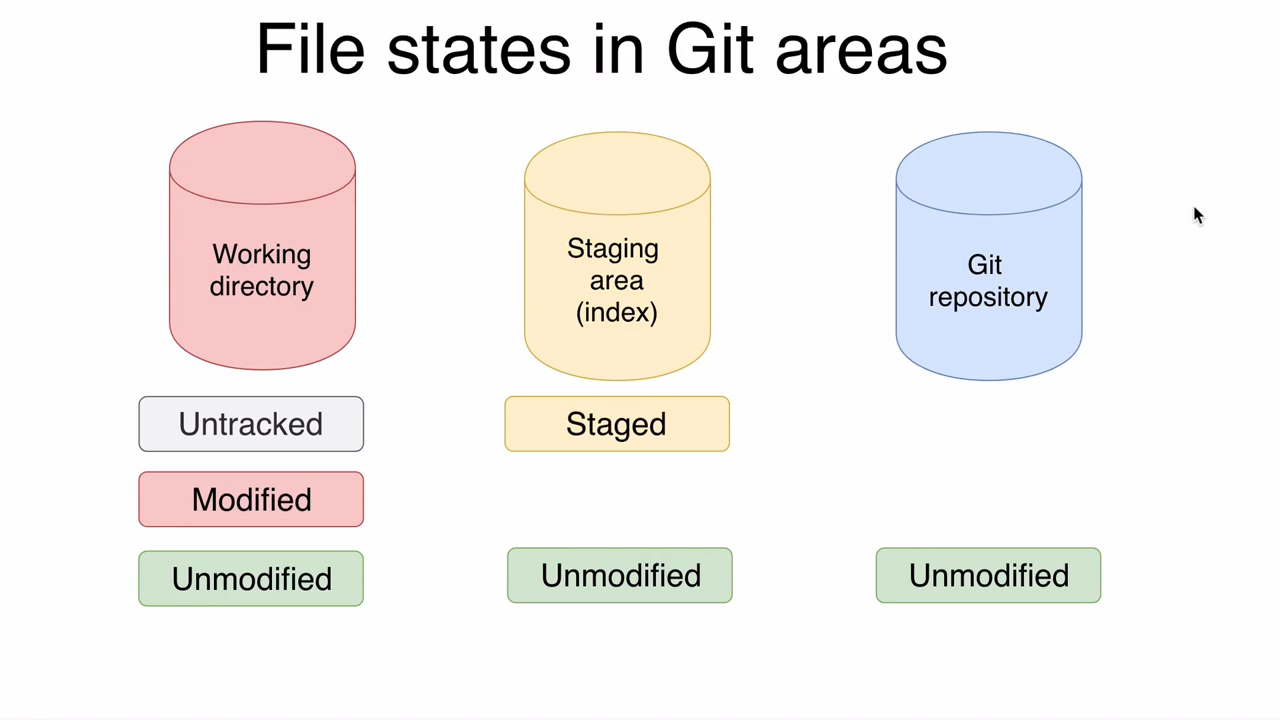 File states in Git areas
Working
directory
Staging
area
(index)
Git
repository
Untracked
Staged
Modified
Unmodified
Unmodified
Unmodified